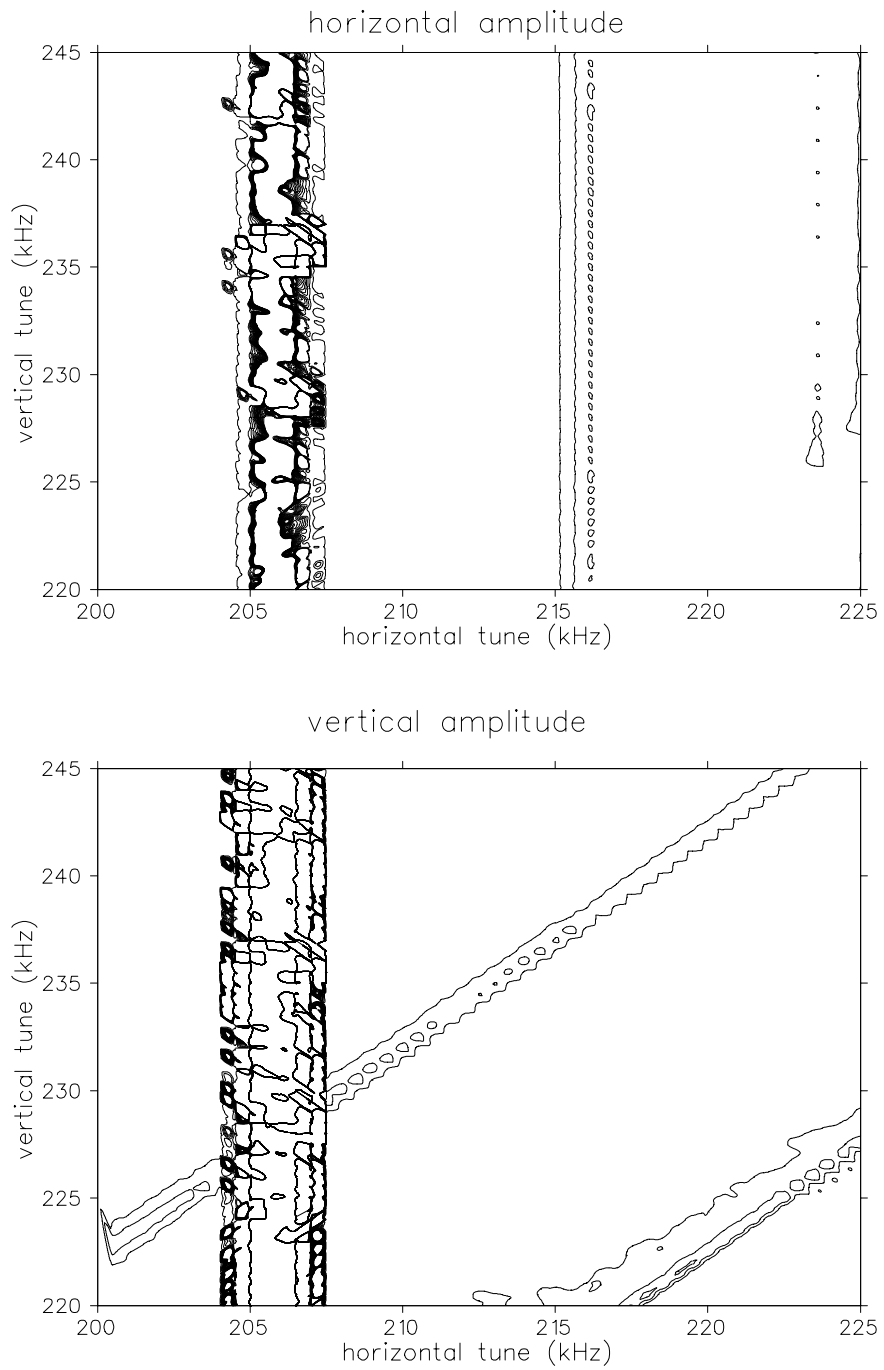 horizontal amplitude
245
240
235
230
225
220
vertical tune (kHz)
200 205 210 215 220 225
horizontal tune (kHz)
vertical amplitude
245
240
235
230
225
220
vertical tune (kHz)
200 205 210 215 220 225
horizontal tune (kHz)